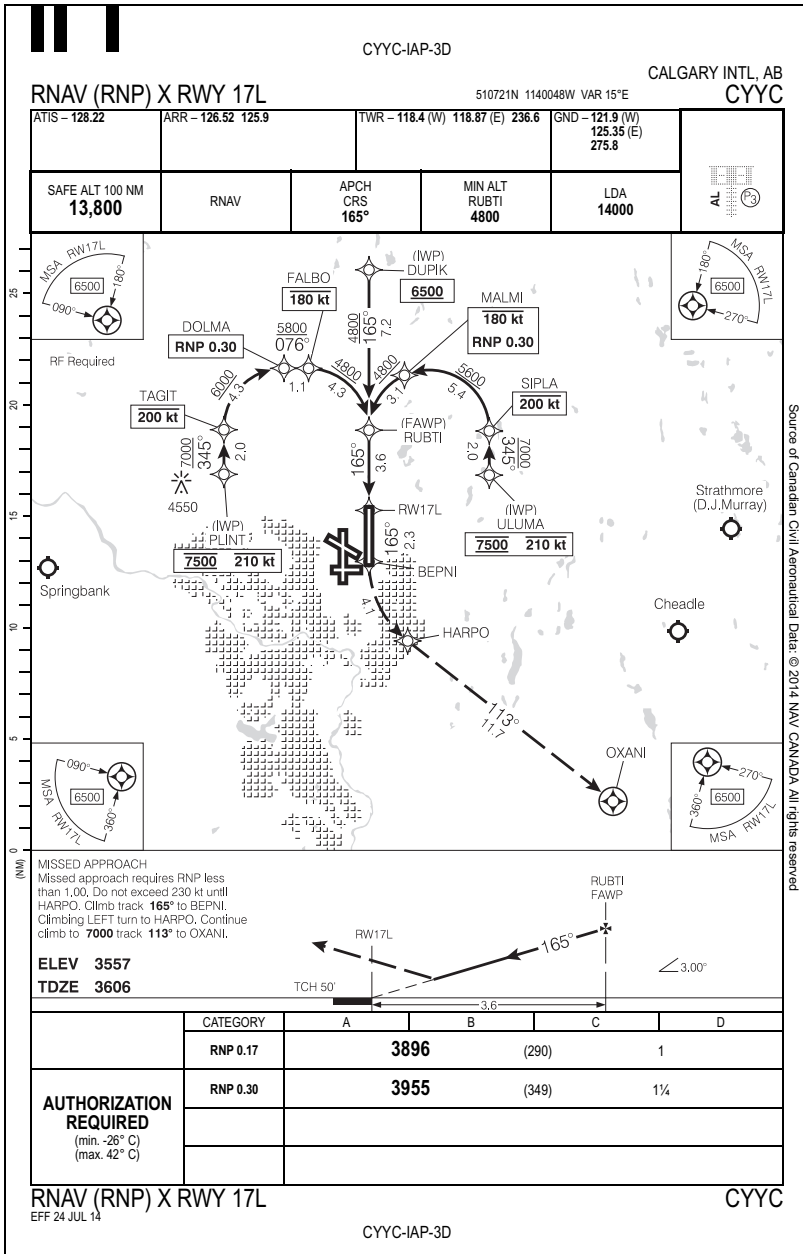 CYYC-IAP-3D
CALGARY INTL, AB
RNAV (RNP) X RWY 17L
510721N 1140048W VAR 15°E
CYYC
ATIS – 128.22
ARR – 126.52 125.9
TWR – 118.4 (W) 118.87 (E) 236.6
GND – 121.9 (W)
125.35 (E)
275.8
SAFE ALT 100 NM
13,800
RNAV
APCH
CRS
165°
MIN ALT
RUBTI
4800
LDA
14000
AL
P3
MSA RW17L
6500
180°
090°
RF Required
(IWP)
DUPIK
6500
4800
165°
7.2
FALBO
180 kt
DOLMA
RNP 0.30
5800
076°
1.1
4800
4.3
MALMI
180 kt
RNP 0.30
4800
3.1
5600
5.4
MSA RW17L
6500
180°
270°
TAGIT
200 kt
6000
4.3
7000
345°
2.0
4550
(IWP)
PLINT
7500 210 kt
SIPLA
200 kt
7000
345°
2.0
(IWP)
ULUMA
7500 210 kt
(FAWP)
RUBTI
165°
3.6
RW17L
165°
2.3
BEPNI
4.1
HARPO
113°
11.7
OXANI
Springbank
Strathmore
(D.J.Murray)
Cheadle
MSA RW17L
6500
090°
360°
MSA RW17L
6500
270°
360°
25
20
15
10
5
0
(NM)
Source of Canadian Civil Aeronautical Data: © 2014 NAV CANADA All rights reserved
MISSED APPROACH
Missed approach requires RNP less
than 1.00. Do not exceed 230 kt until
HARPO. Climb track 165° to BEPNI.
Climbing LEFT turn to HARPO. Continue
climb to 7000 track 113° to OXANI.
ELEV 3557
TDZE 3606
RW17L
TCH 50'
165°
RUBTI
FAWP
3.00°
3.6
CATEGORY A B C D
RNP 0.17 3896 (290) 1
RNP 0.30 3955 (349) 1¼
AUTHORIZATION
REQUIRED
(min. -26° C)
(max. 42° C)
RNAV (RNP) X RWY 17L
CYYC
EFF 24 JUL 14
CYYC-IAP-3D